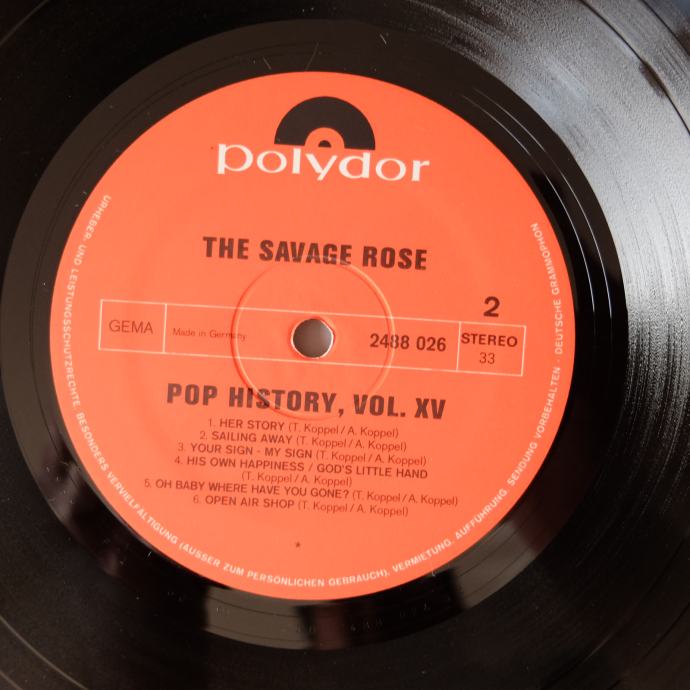 polydor
THE SAVAGE ROSE
2
GEMA
Made in Germany
2488 026
STEREO
33
POP HISTORY, VOL. XV
1. HER STORY (T. Koppel / A. Koppel)
2. SAILING AWAY (T. Koppel / A. Koppel)
3. YOUR SIGN - MY SIGN (T. Koppel / A. Koppel)
4. HIS OWN HAPPINESS / GOD'S LITTLE HAND
(T. Koppel / A. Koppel)
5. OH BABY WHERE HAVE YOU GONE? (T. Koppel / A. Koppel)
6. OPEN AIR SHOP (T. Koppel / A. Koppel)
*
URHEBER- UND LEISTUNGSSCHUTZRECHTE BESONDERS VERVIELFÄLTIGUNG (AUSSER ZUM PERSÖNLICHEN GEBRAUCH), VERMIETUNG, AUFFÜHRUNG, SENDUNG VORBEHALTEN · DEUTSCHE GRAMMOPHON